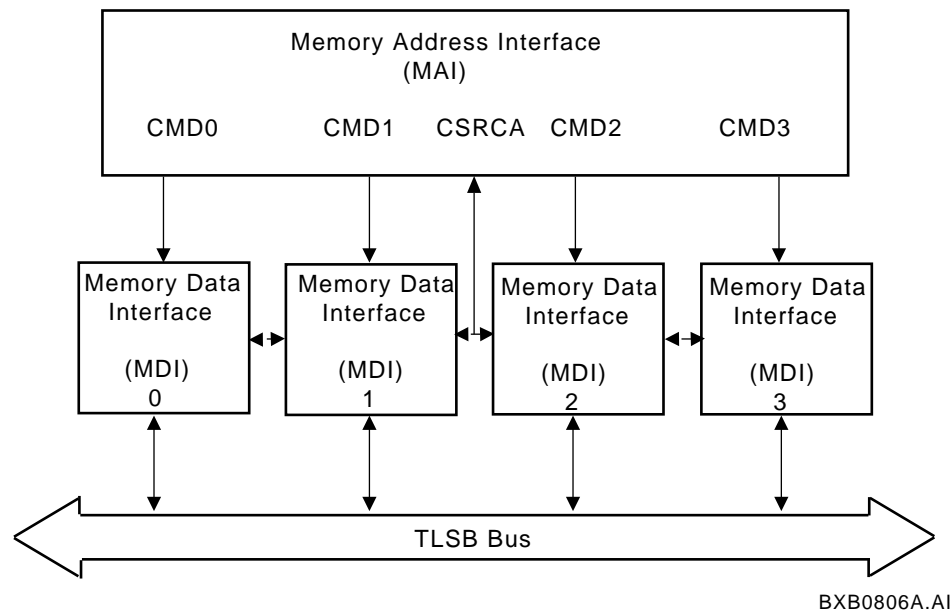 Memory Address Interface
(MAI)
CMD0 CMD1 CSRCA CMD2 CMD3
Memory Data
Interface
(MDI)
0
Memory Data
Interface
(MDI)
1
Memory Data
Interface
(MDI)
2
Memory Data
Interface
(MDI)
3
TLSB Bus
BXB0806A.AI